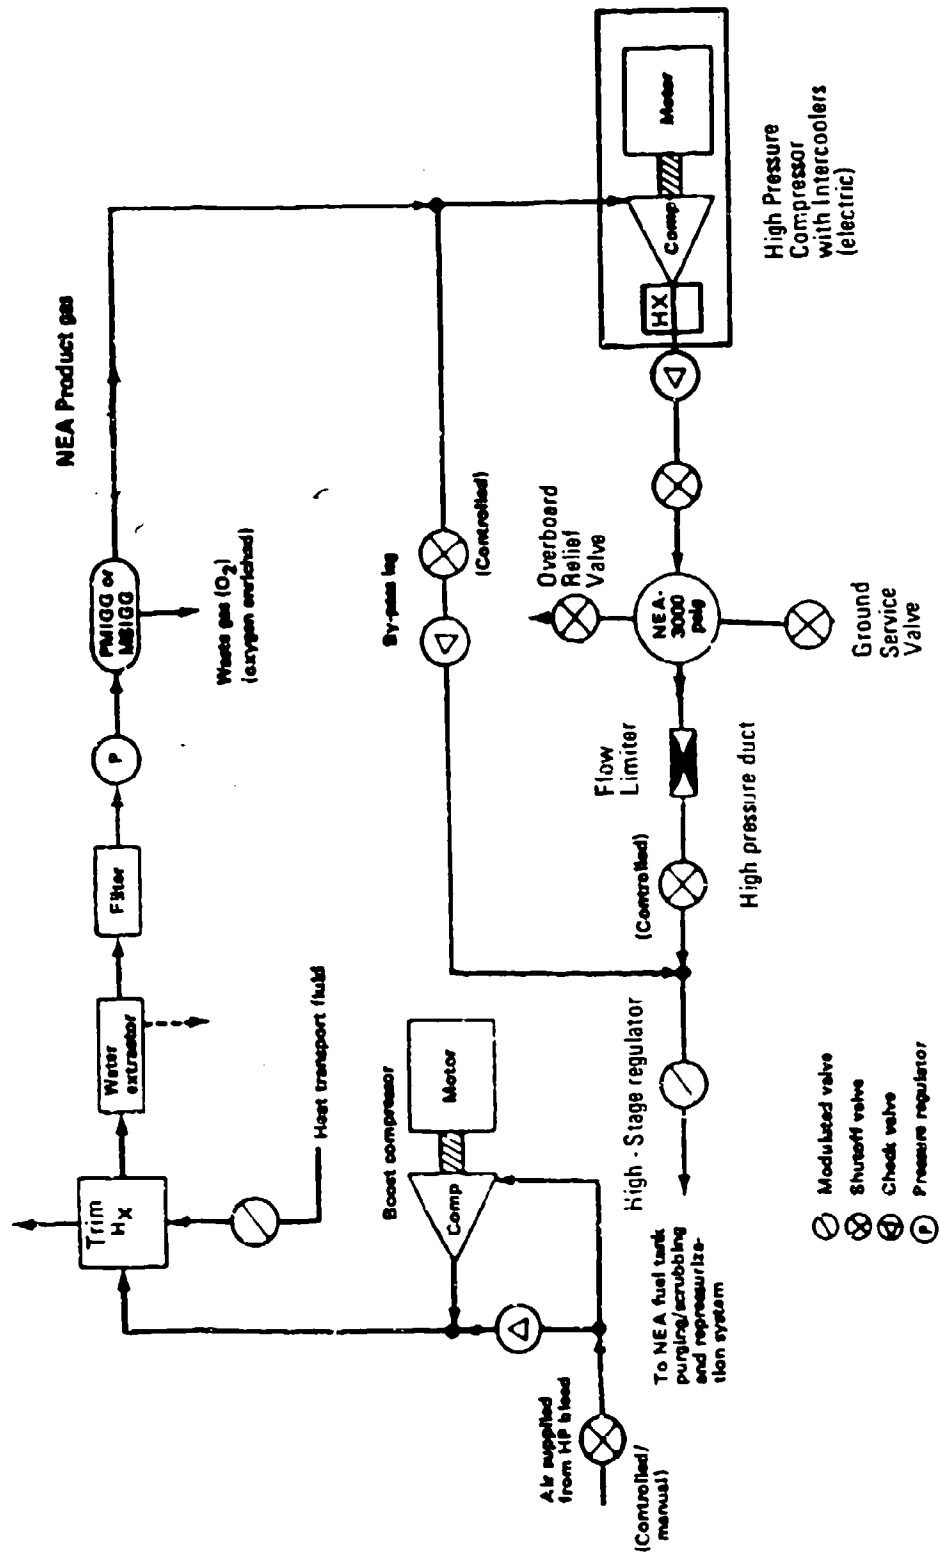 NEA Product gas
PMIGG or
MSIGG
Waste gas (O2)
(oxygen enriched)
P
Filter
Water
extractor
Trim
HX
Heat transport fluid
Boost compressor
Motor
Comp
Air supplied
from HP bleed
(Controlled/
manual)
By-pass leg
(Controlled)
Motor
Comp
HX
High Pressure
Compressor
with Intercoolers
(electric)
Overboard
Relief
Valve
NEA-
3000
psig
Ground
Service
Valve
Flow
Limiter
High pressure duct
(Controlled)
High - Stage regulator
To NEA fuel tank
purging/scrubbing
and repressuriza-
tion system
Modulated valve
Shutoff valve
Check valve
P Pressure regulator